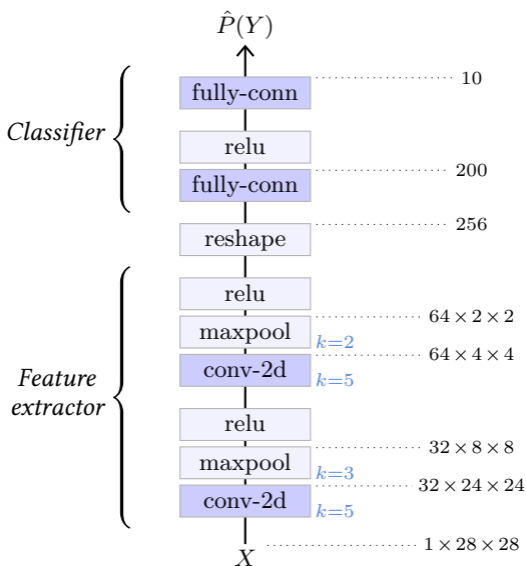 P̂(Y)
fully-conn 10
Classifier
relu
fully-conn 200
reshape 256
relu
maxpool k=2 64 × 2 × 2
conv-2d k=5 64 × 4 × 4
Feature
extractor
relu
maxpool k=3 32 × 8 × 8
conv-2d k=5 32 × 24 × 24
X 1 × 28 × 28